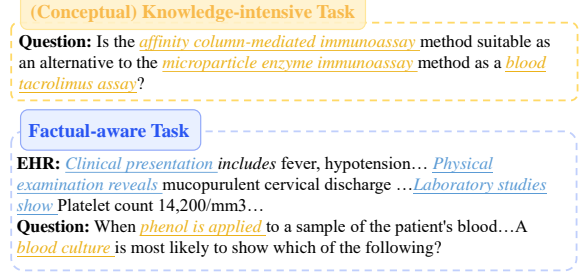 (Conceptual) Knowledge-intensive Task
Question: Is the affinity column-mediated immunoassay method suitable as
an alternative to the microparticle enzyme immunoassay method as a blood
tacrolimus assay?
Factual-aware Task
EHR: Clinical presentation includes fever, hypotension… Physical
examination reveals mucopurulent cervical discharge …Laboratory studies
show Platelet count 14,200/mm3…
Question: When phenol is applied to a sample of the patient's blood…A
blood culture is most likely to show which of the following?